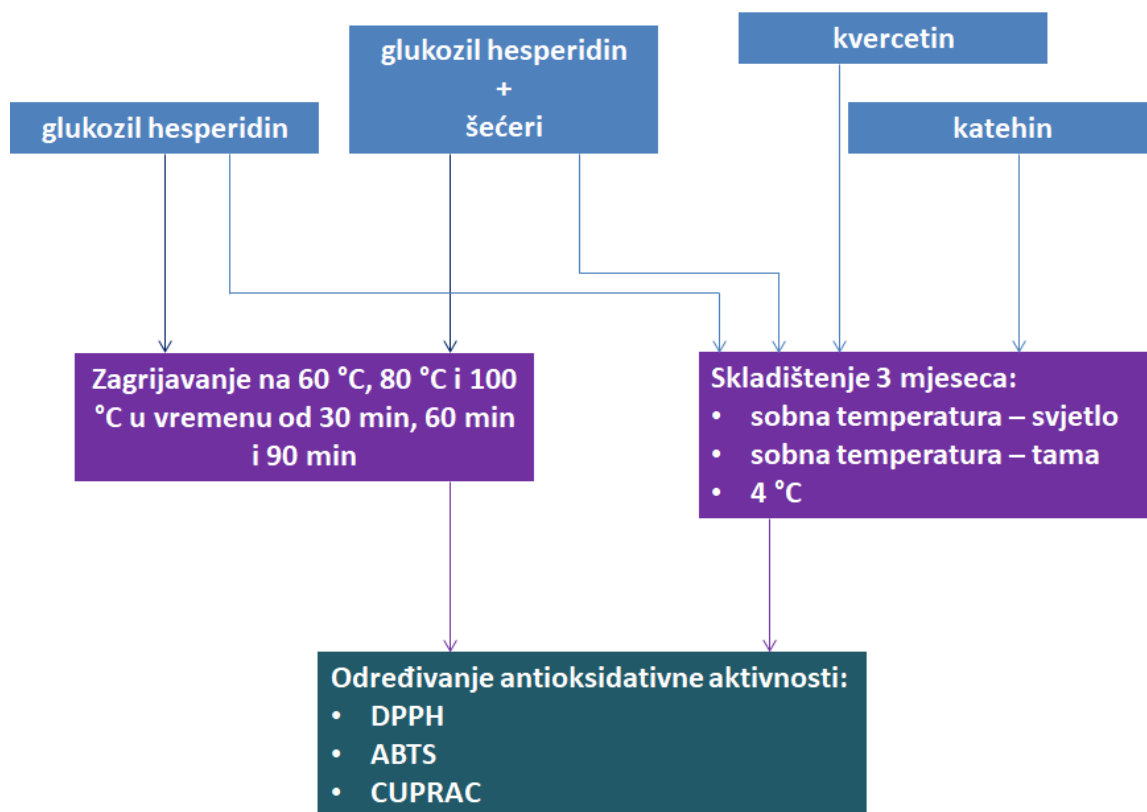 glukozil hesperidin
glukozil hesperidin
+
šećeri
kvercetin
katehin
Zagrijavanje na 60 °C, 80 °C i 100
°C u vremenu od 30 min, 60 min
i 90 min
Skladištenje 3 mjeseca:
• sobna temperatura – svjetlo
• sobna temperatura – tama
• 4 °C
Određivanje antioksidativne aktivnosti:
• DPPH
• ABTS
• CUPRAC